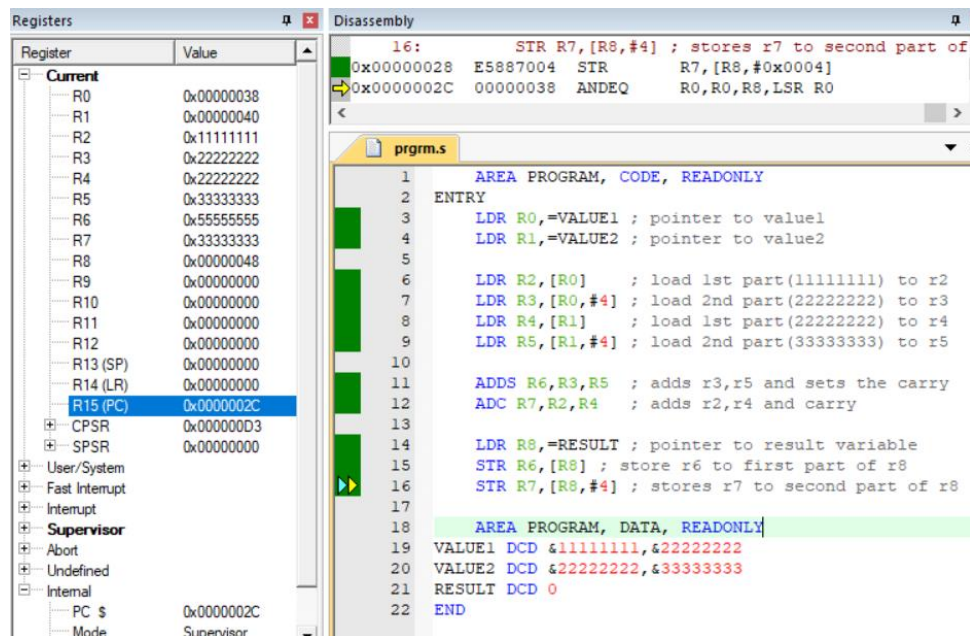 Registers
Register Value
Current
R0 0x00000038
R1 0x00000040
R2 0x11111111
R3 0x22222222
R4 0x22222222
R5 0x33333333
R6 0x55555555
R7 0x33333333
R8 0x00000048
R9 0x00000000
R10 0x00000000
R11 0x00000000
R12 0x00000000
R13 (SP) 0x00000000
R14 (LR) 0x00000000
R15 (PC) 0x0000002C
CPSR 0x000000D3
SPSR 0x00000000
User/System
Fast Interrupt
Interrupt
Supervisor
Abort
Undefined
Internal
PC $ 0x0000002C
Mode Supervisor
Disassembly
16: STR R7,[R8,#4] ; stores r7 to second part of
0x00000028 E5887004 STR R7,[R8,#0x0004]
0x0000002C 00000038 ANDEQ R0,R0,R8,LSR R0
prgrm.s
1 AREA PROGRAM, CODE, READONLY
2 ENTRY
3 LDR R0,=VALUE1 ; pointer to value1
4 LDR R1,=VALUE2 ; pointer to value2
5
6 LDR R2,[R0] ; load 1st part(11111111) to r2
7 LDR R3,[R0,#4] ; load 2nd part(22222222) to r3
8 LDR R4,[R1] ; load 1st part(22222222) to r4
9 LDR R5,[R1,#4] ; load 2nd part(33333333) to r5
10
11 ADDS R6,R3,R5 ; adds r3,r5 and sets the carry
12 ADC R7,R2,R4 ; adds r2,r4 and carry
13
14 LDR R8,=RESULT ; pointer to result variable
15 STR R6,[R8] ; store r6 to first part of r8
16 STR R7,[R8,#4] ; stores r7 to second part of r8
17
18 AREA PROGRAM, DATA, READONLY
19 VALUE1 DCD &11111111,&22222222
20 VALUE2 DCD &22222222,&33333333
21 RESULT DCD 0
22 END